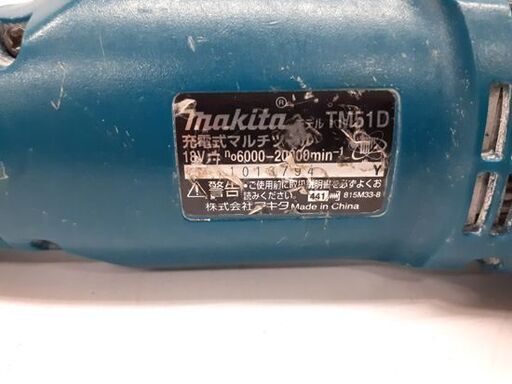 makita® モデル TM51D
充電式マルチツール
18V⎓ n₀6000-20000min⁻¹
1013794 Y
⚠警告 ●ご使用前に取扱説明書を必ずよくお
読みください。 441 815M33-8
株式会社マキタ Made in China